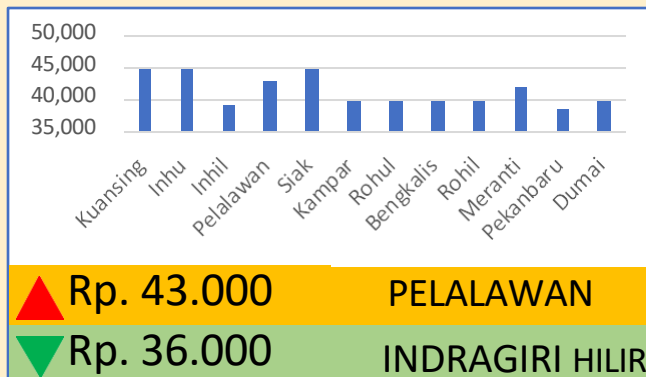 50,000
45,000
40,000
35,000
Kuansing
Inhu
Inhil
Pelalawan
Siak
Kampar
Rohul
Bengkalis
Rohil
Meranti
Pekanbaru
Dumai
Rp. 43.000 PELALAWAN
Rp. 36.000 INDRAGIRI HILIR